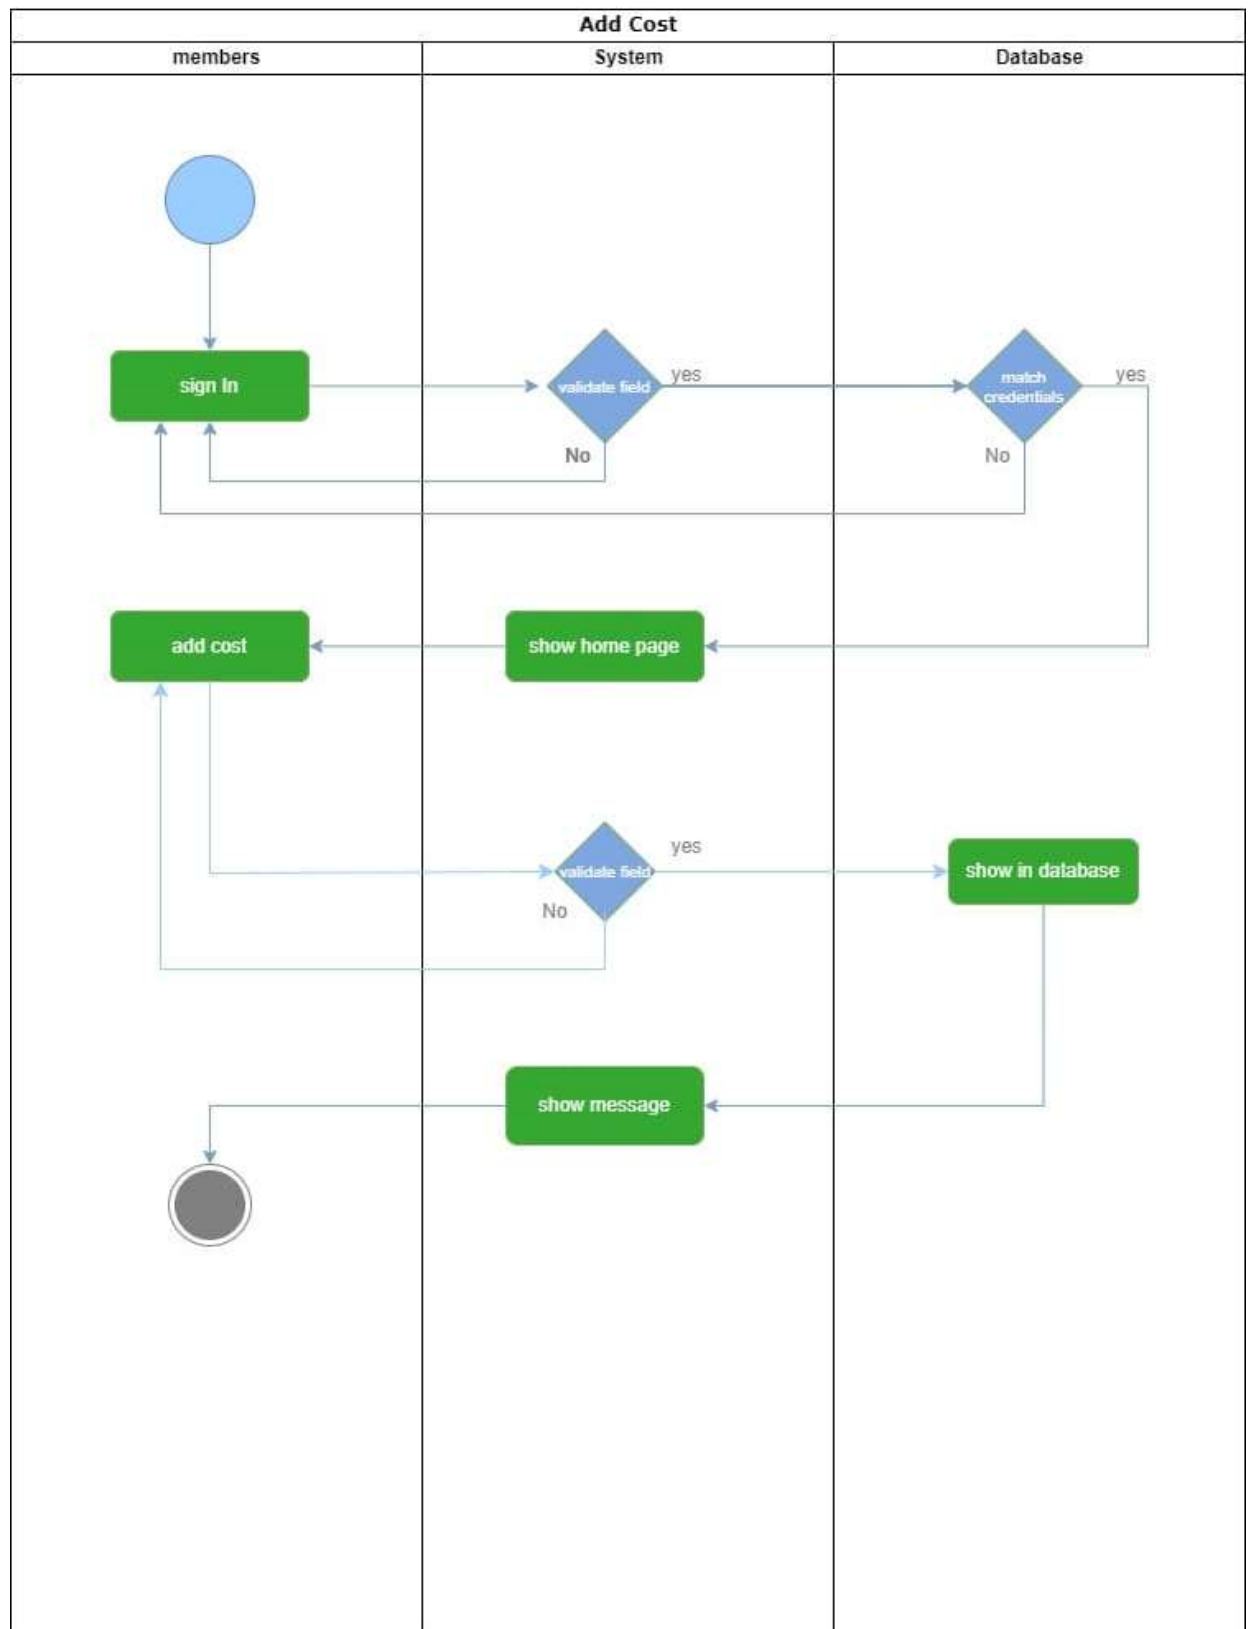 Add Cost
members
System
Database
sign In
validate field
yes
match
credentials
yes
No
No
add cost
show home page
validate field
yes
show in database
No
show message